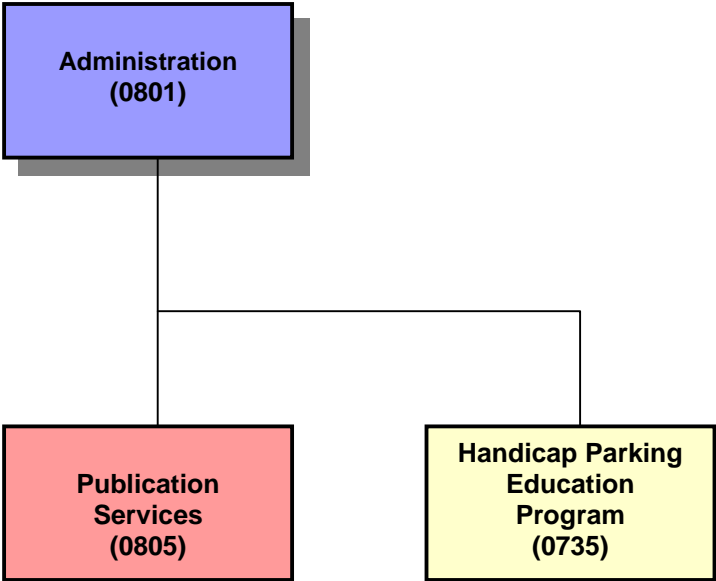 Administration
(0801)
Publication
Services
(0805)
Handicap Parking
Education
Program
(0735)